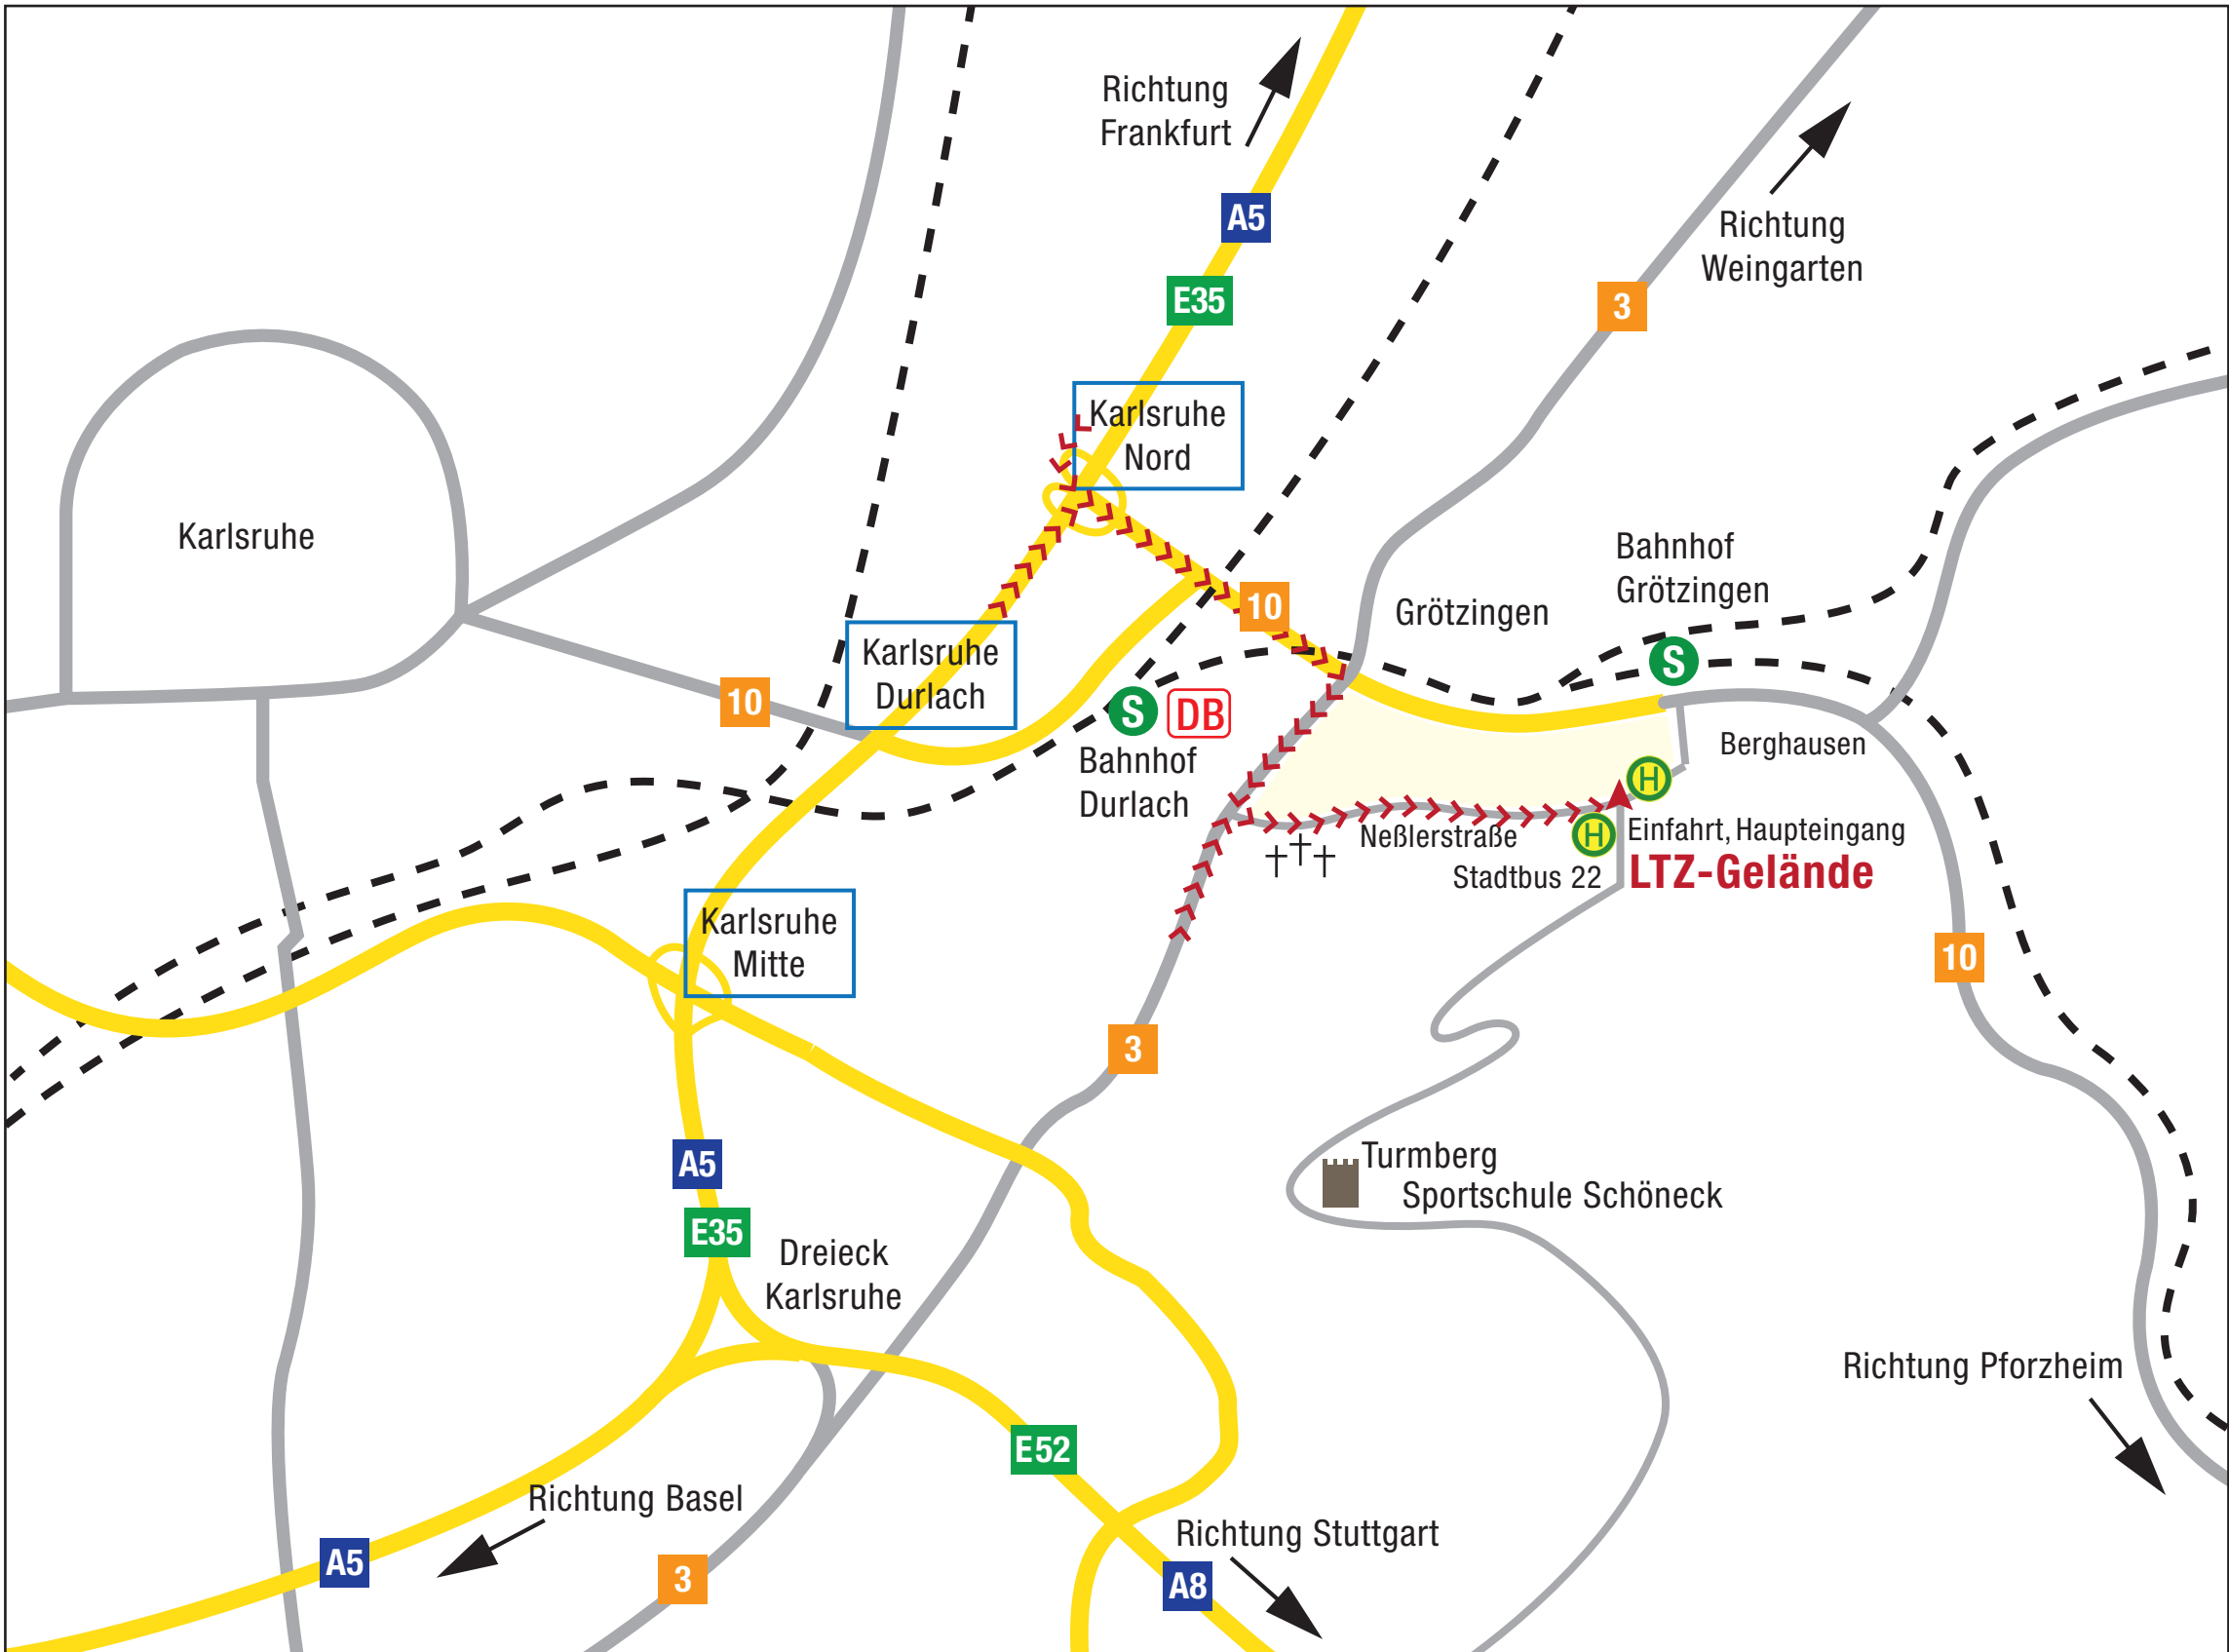 Richtung
Frankfurt
A5
E35
Richtung
Weingarten
3
Karlsruhe
Nord
Karlsruhe
10
Grötzingen
Bahnhof
Grötzingen
S
Karlsruhe
Durlach
10
S
DB
Bahnhof
Durlach
Berghausen
H
H
Neßlerstraße
Einfahrt, Haupteingang
Stadtbus 22
LTZ-Gelände
Karlsruhe
Mitte
10
3
A5
Turmberg
Sportschule Schöneck
E35
Dreieck
Karlsruhe
Richtung Pforzheim
E52
Richtung Basel
Richtung Stuttgart
A5
3
A8